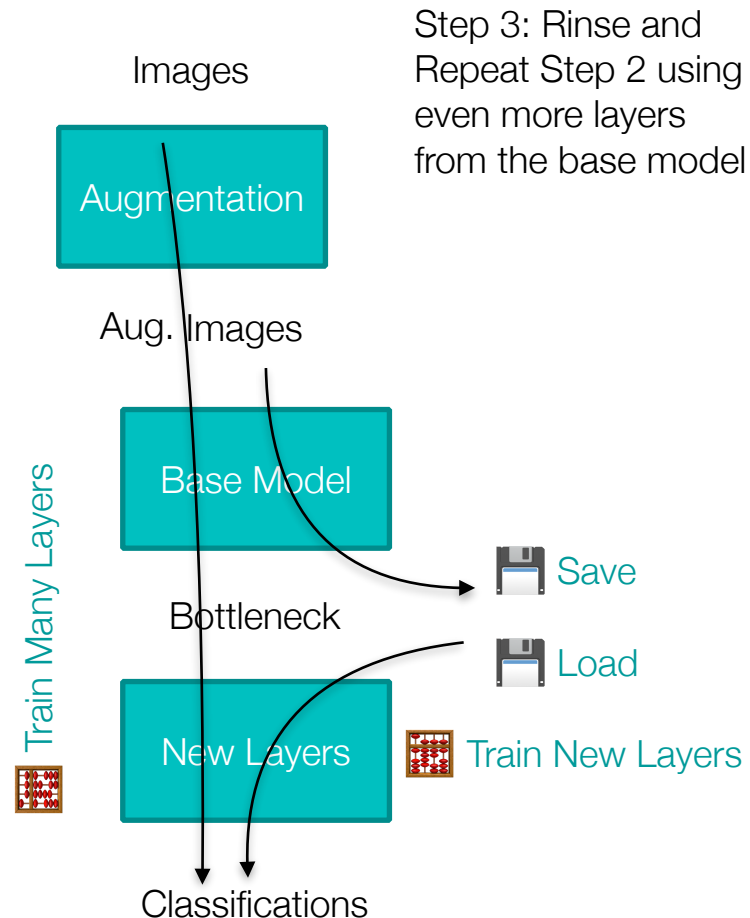 Step 3: Rinse and
Repeat Step 2 using
even more layers
from the base model
Images
Augmentation
Aug. Images
Base Model
Save
Bottleneck
Load
New Layers
Train New Layers
Train Many Layers
Classifications